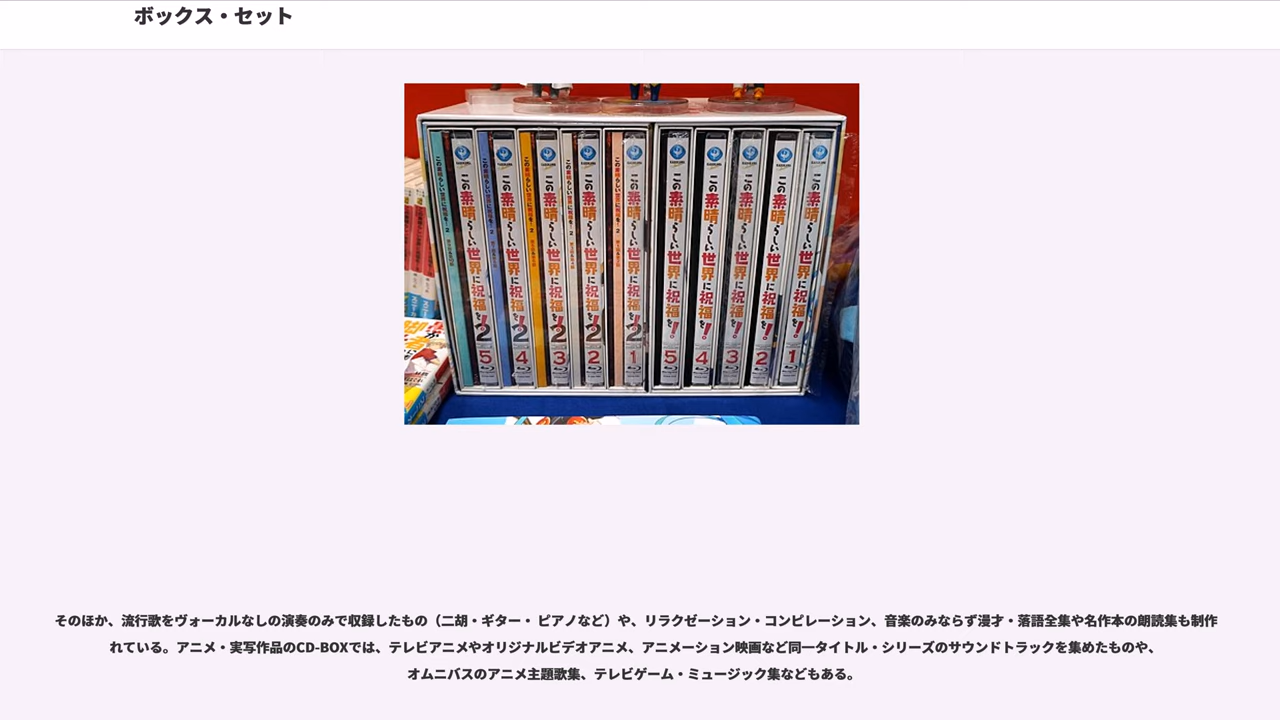 ボックス・セット
この素晴らしい世界に祝福を!2 5
この素晴らしい世界に祝福を!2 4
この素晴らしい世界に祝福を!2 3
この素晴らしい世界に祝福を!2 2
この素晴らしい世界に祝福を!2 1
この素晴らしい世界に祝福を! 5
この素晴らしい世界に祝福を! 4
この素晴らしい世界に祝福を! 3
この素晴らしい世界に祝福を! 2
この素晴らしい世界に祝福を! 1
そのほか、流行歌をヴォーカルなしの演奏のみで収録したもの（二胡・ギター・ ピアノなど）や、リラクゼーション・コンピレーション、音楽のみならず漫才・落語全集や名作本の朗読集も制作
れている。アニメ・実写作品のCD-BOXでは、テレビアニメやオリジナルビデオアニメ、アニメーション映画など同一タイトル・シリーズのサウンドトラックを集めたものや、
オムニバスのアニメ主題歌集、テレビゲーム・ミュージック集などもある。